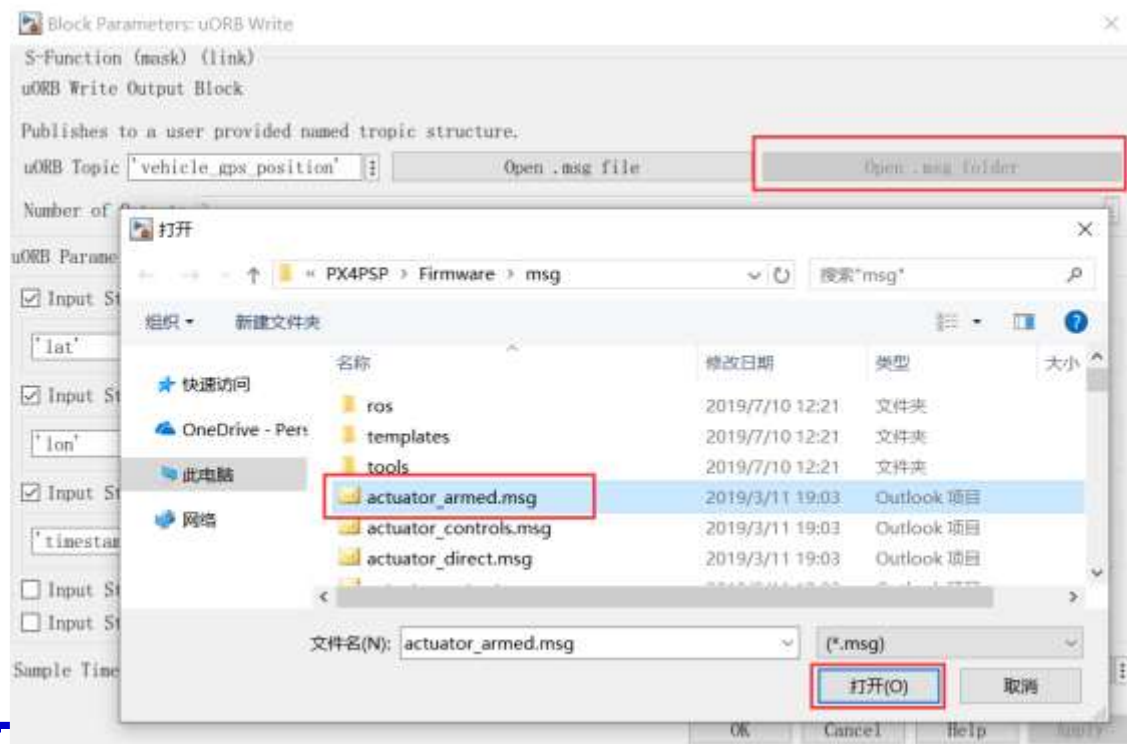 Block Parameters: uORB Write
S-Function (mask) (link)
uORB Write Output Block
Publishes to a user provided named tropic structure.
uORB Topic 'vehicle_gps_position' Open .msg file Open .msg folder
Number of
打开
uORB Parame
« PX4PSP › Firmware › msg 搜索"msg"
Input St
组织 新建文件夹
'lat'
名称 修改日期 类型 大小
快速访问
Input St
ros 2019/7/10 12:21 文件夹
OneDrive - Pers
templates 2019/7/10 12:21 文件夹
'lon'
tools 2019/7/10 12:21 文件夹
此电脑
Input St
actuator_armed.msg 2019/3/11 19:03 Outlook 项目
网络
actuator_controls.msg 2019/3/11 19:03 Outlook 项目
'timestam
actuator_direct.msg 2019/3/11 19:03 Outlook 项目
Input St
Input St
文件名(N): actuator_armed.msg (*.msg)
Sample Time
打开(O) 取消
OK Cancel Help Apply